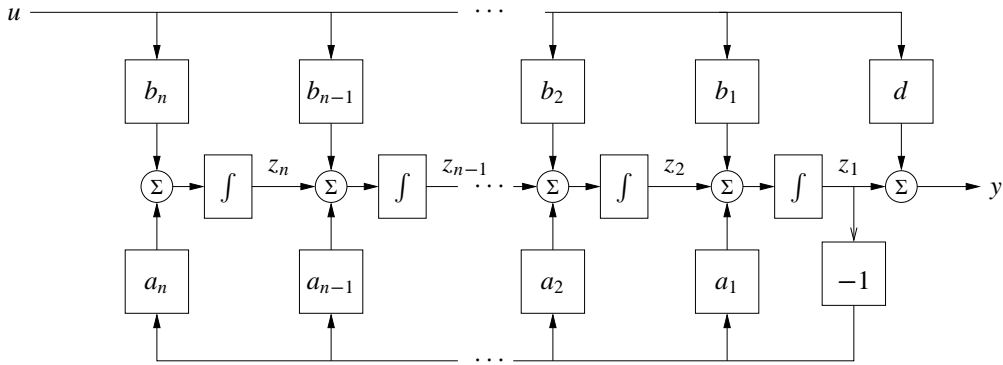 u ⋯
b_n b_{n−1} b_2 b_1 d
Σ ∫ z_n Σ ∫ z_{n−1} ⋯ Σ ∫ z_2 Σ ∫ z_1 Σ y
a_n a_{n−1} a_2 a_1 −1
⋯